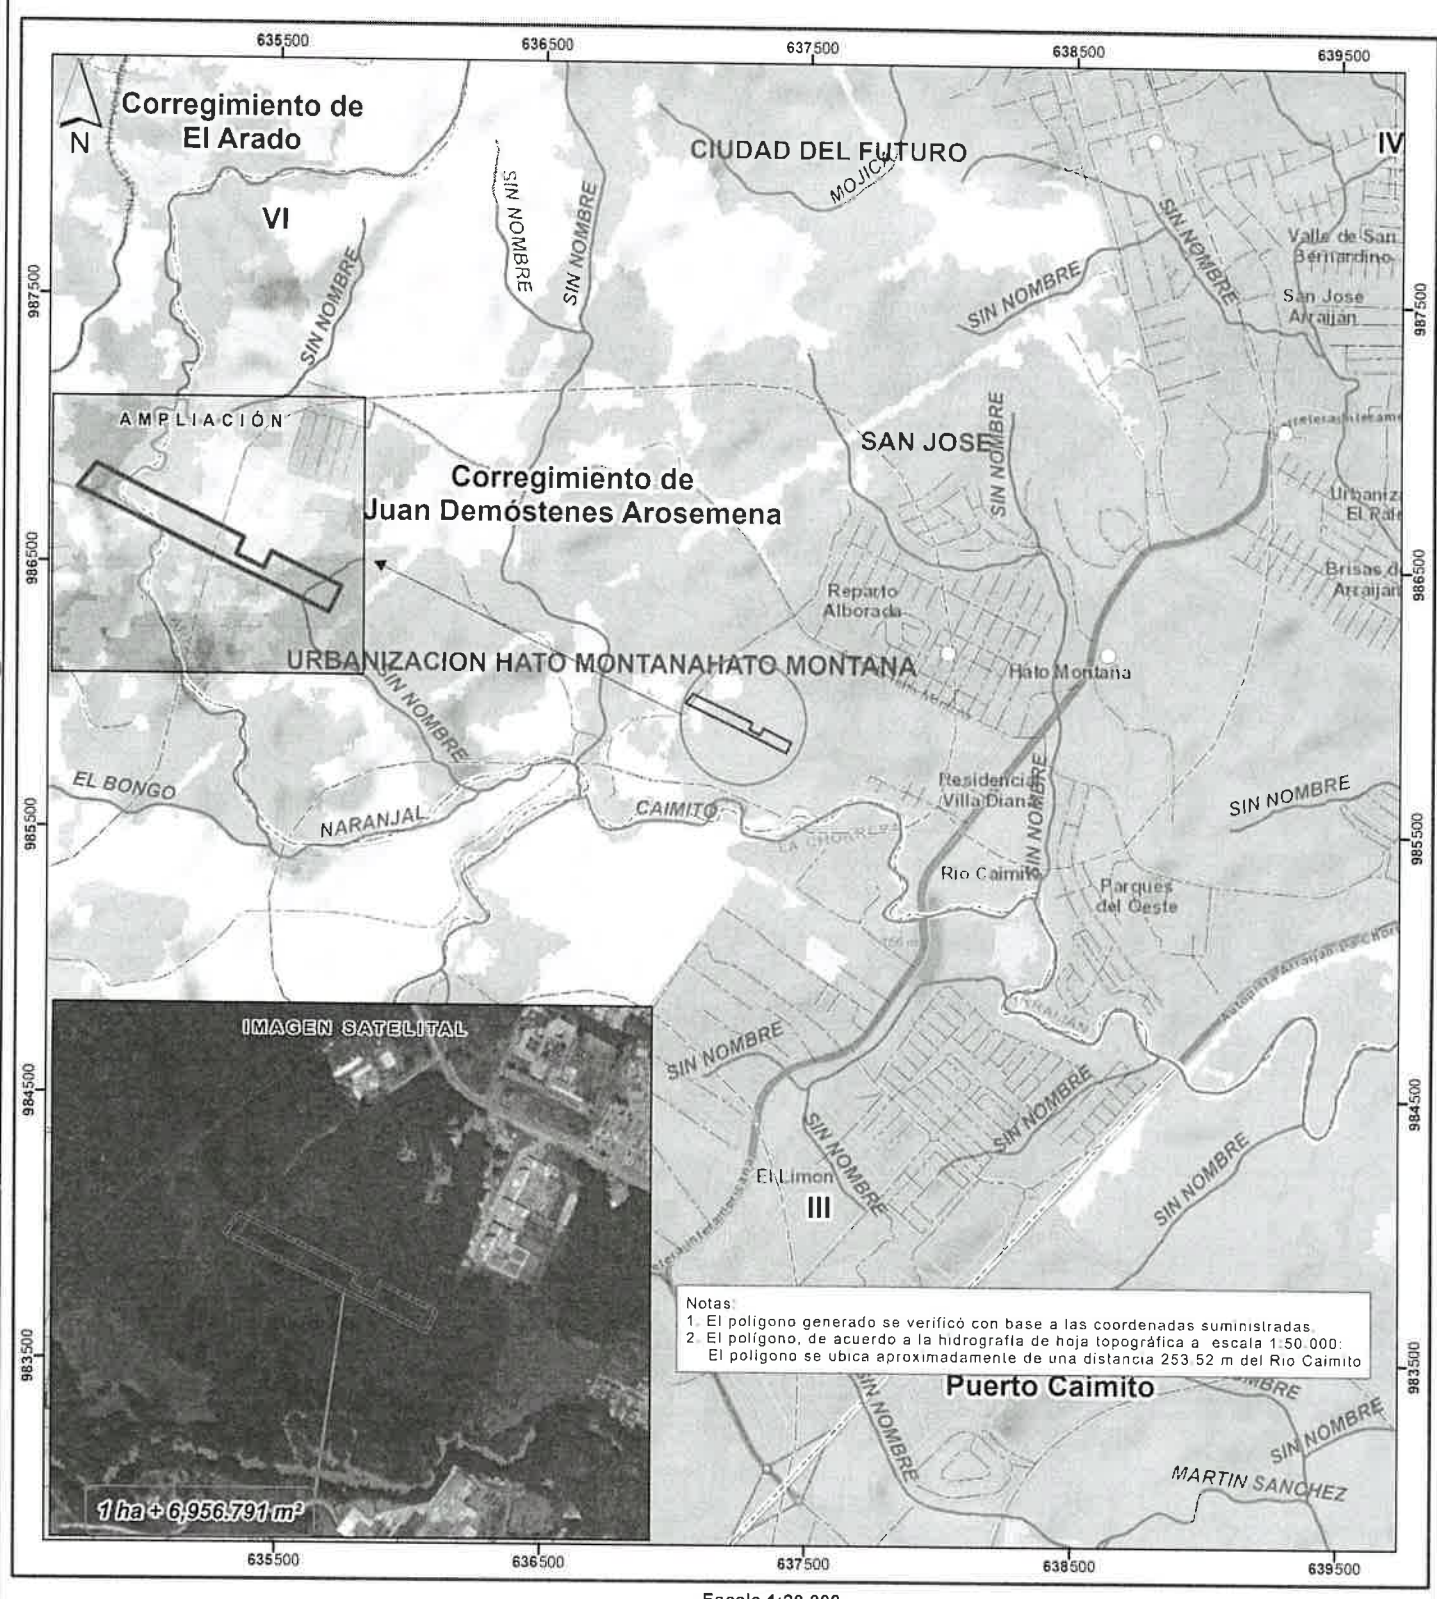 635500
636500
637500
638500
639500
Corregimiento de
El Arado
N
CIUDAD DEL FUTURO
IV
MOJICA
VI
SIN NOMBRE
SIN NOMBRE
SIN NOMBRE
SIN NOMBRE
Valle de San
Bernardino
SIN NOMBRE
San Jose
Arraijan
987500
987500
AMPLIACIÓN
SAN JOSE
SIN NOMBRE
Corregimiento de
Juan Demóstenes Arosemena
Brisas de
Arraijan
986500
986500
Reparto
Alborada
URBANIZACION HATO MONTANAHATO MONTANA
Hato Montana
SIN NOMBRE
EL BONGO
NARANJAL
CAIMITO
LA CHORRERA
Residencial
Villa Diana
SIN NOMBRE
SIN NOMBRE
985500
985500
Rio Caimito
Parques
del Oeste
Autopista Arraijan-La Chorr
ARRAIJAN
IMAGEN SATELITAL
SIN NOMBRE
SIN NOMBRE
SIN NOMBRE
SIN NOMBRE
984500
984500
El Limon
III
Notas:
1. El polígono generado se verificó con base a las coordenadas suministradas.
2. El polígono, de acuerdo a la hidrografía de hoja topográfica a escala 1:50.000:
El polígono se ubica aproximadamente de una distancia 253.52 m del Rio Caimito
983500
983500
Puerto Caimito
OMBRE
SIN NOMBRE
SIN NOMBRE
MARTIN SANCHEZ
1 ha + 6,956.791 m²
635500
636500
637500
638500
639500